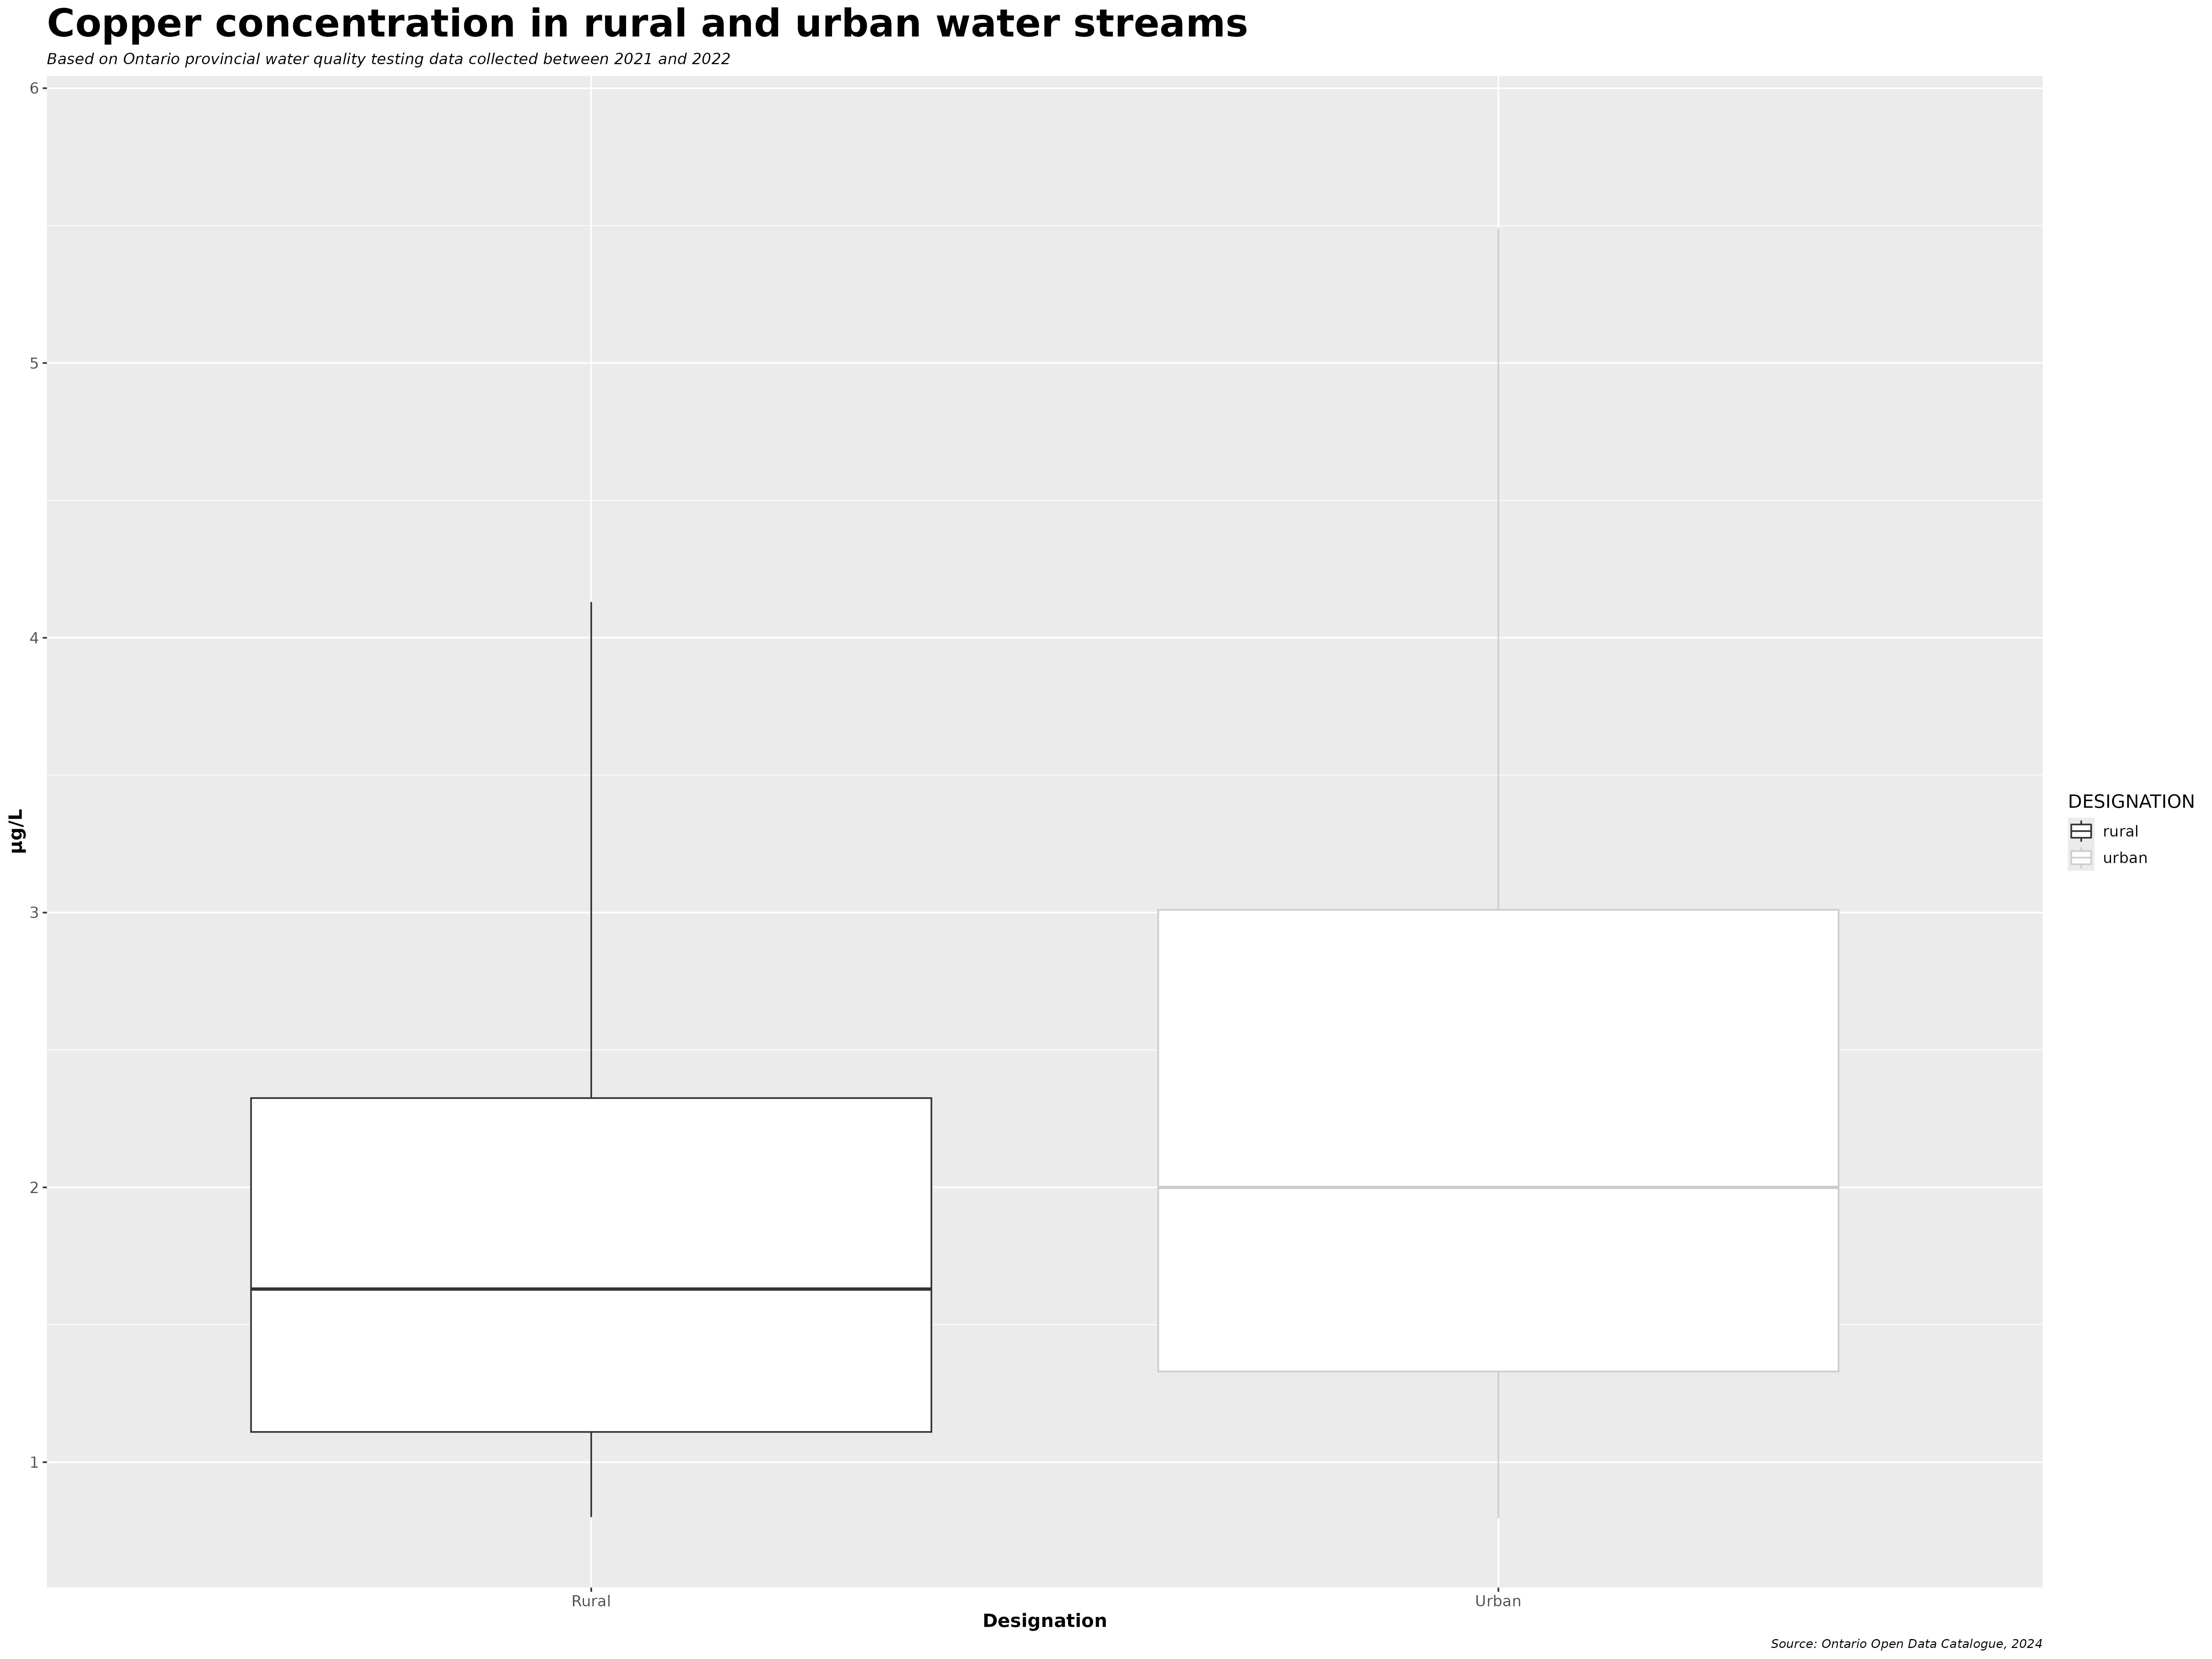 Copper concentration in rural and urban water streams
Based on Ontario provincial water quality testing data collected between 2021 and 2022
6
5
4
3
2
1
µg/L
Rural
Urban
Designation
DESIGNATION
rural
urban
Source: Ontario Open Data Catalogue, 2024